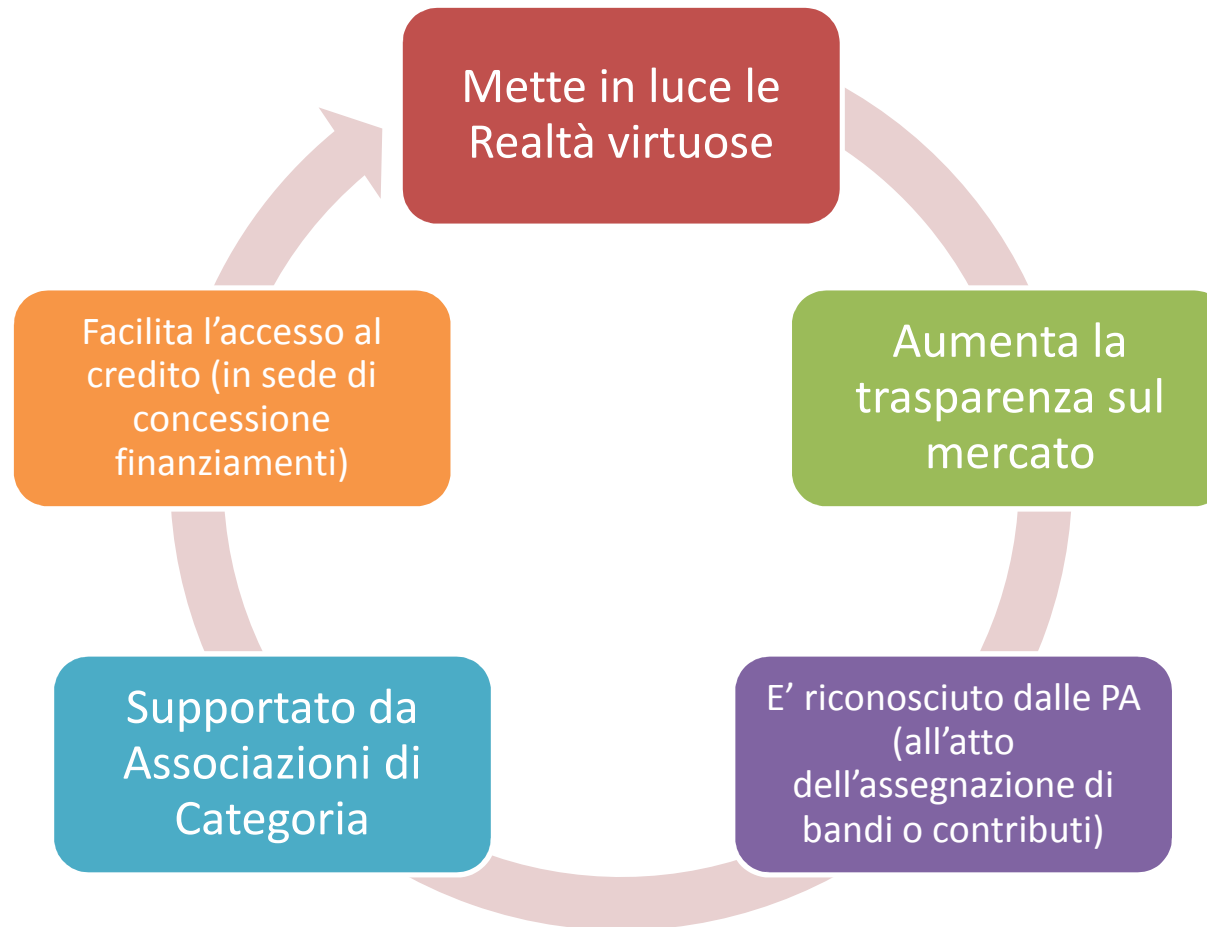 Mette in luce le
Realtà virtuose
Aumenta la
trasparenza sul
mercato
E’ riconosciuto dalle PA
(all’atto
dell’assegnazione di
bandi o contributi)
Supportato da
Associazioni di
Categoria
Facilita l’accesso al
credito (in sede di
concessione
finanziamenti)